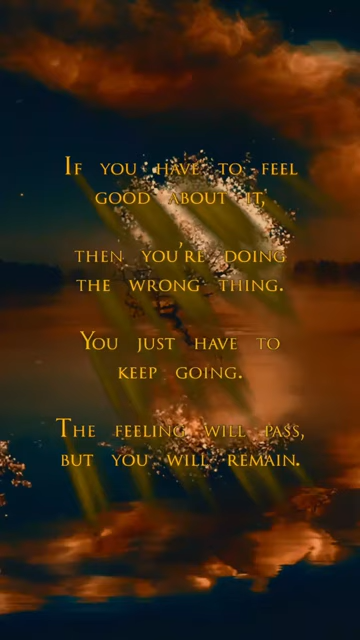 If you have to feel
good about it,
then you're doing
the wrong thing.
You just have to
keep going.
The feeling will pass,
but you will remain.